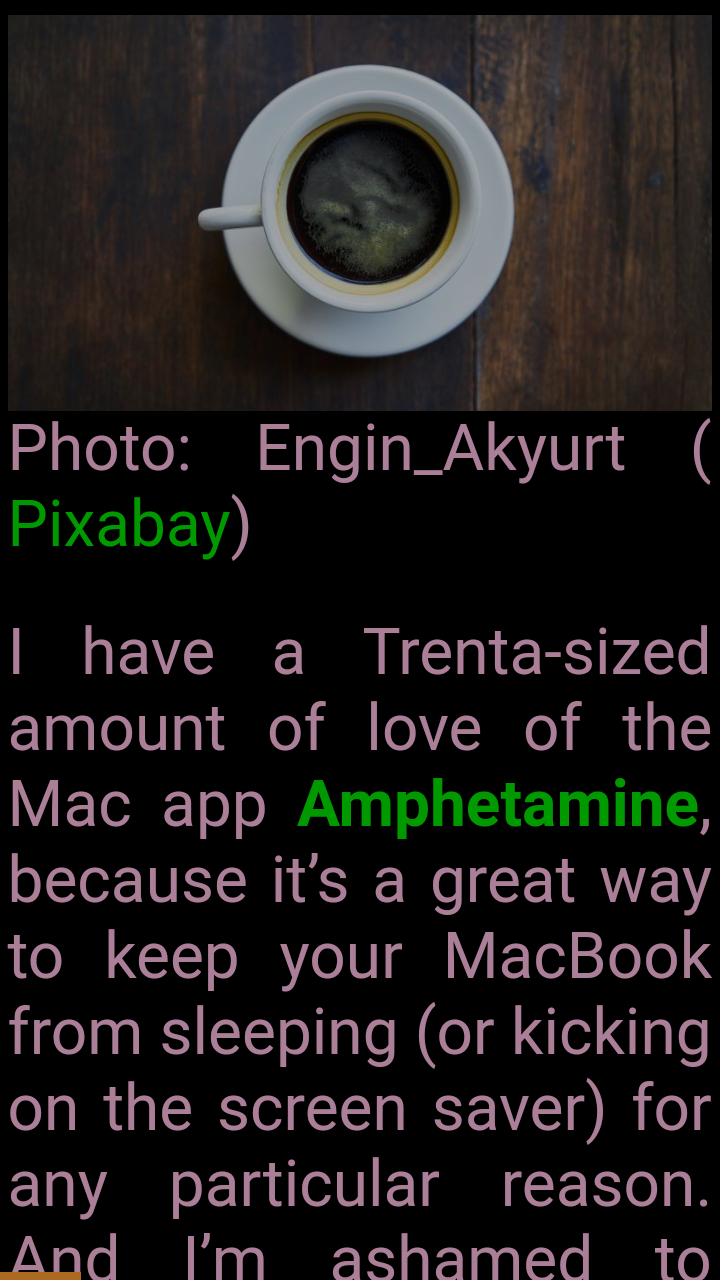 Photo: Engin_Akyurt (
Pixabay)
I have a Trenta-sized
amount of love of the
Mac app Amphetamine,
because it’s a great way
to keep your MacBook
from sleeping (or kicking
on the screen saver) for
any particular reason.
And I’m ashamed to